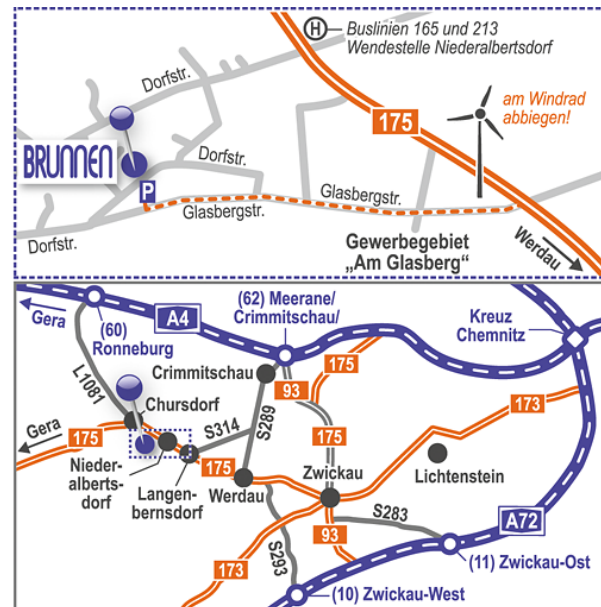 H
Buslinien 165 und 213
Wendestelle Niederalbertsdorf
Dorfstr.
175
am Windrad
abbiegen!
BRUNNEN
Dorfstr.
P
Glasbergstr.
Glasbergstr.
Dorfstr.
Gewerbegebiet
„Am Glasberg“
Werdau
Gera
A4
(60)
Ronneburg
(62) Meerane/
Crimmitschau/
Kreuz
Chemnitz
L1081
Crimmitschau
93
175
173
Chursdorf
S314
S289
175
Gera
175
Nieder-
alberts-
dorf
Langen-
bernsdorf
175
Werdau
Zwickau
Lichtenstein
S283
A72
93
S293
173
(11) Zwickau-Ost
(10) Zwickau-West